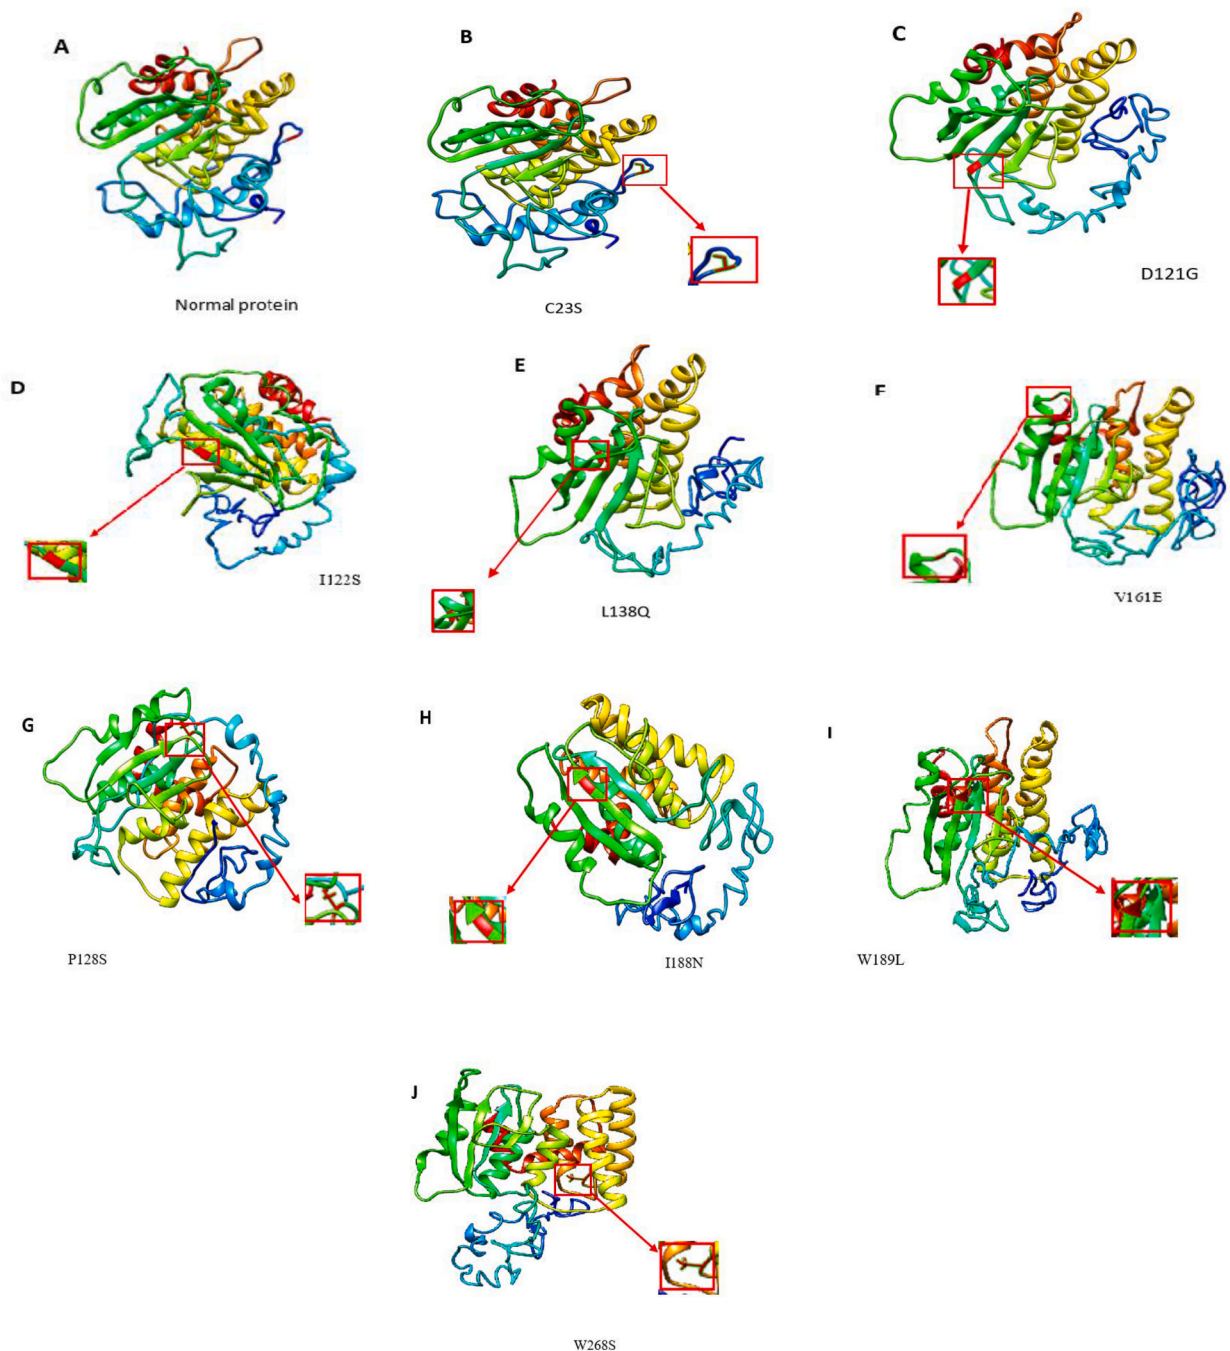 A
B
C
Normal protein
C23S
D121G
D
E
F
I122S
L138Q
V161E
G
H
I
P128S
I188N
W189L
J
W268S